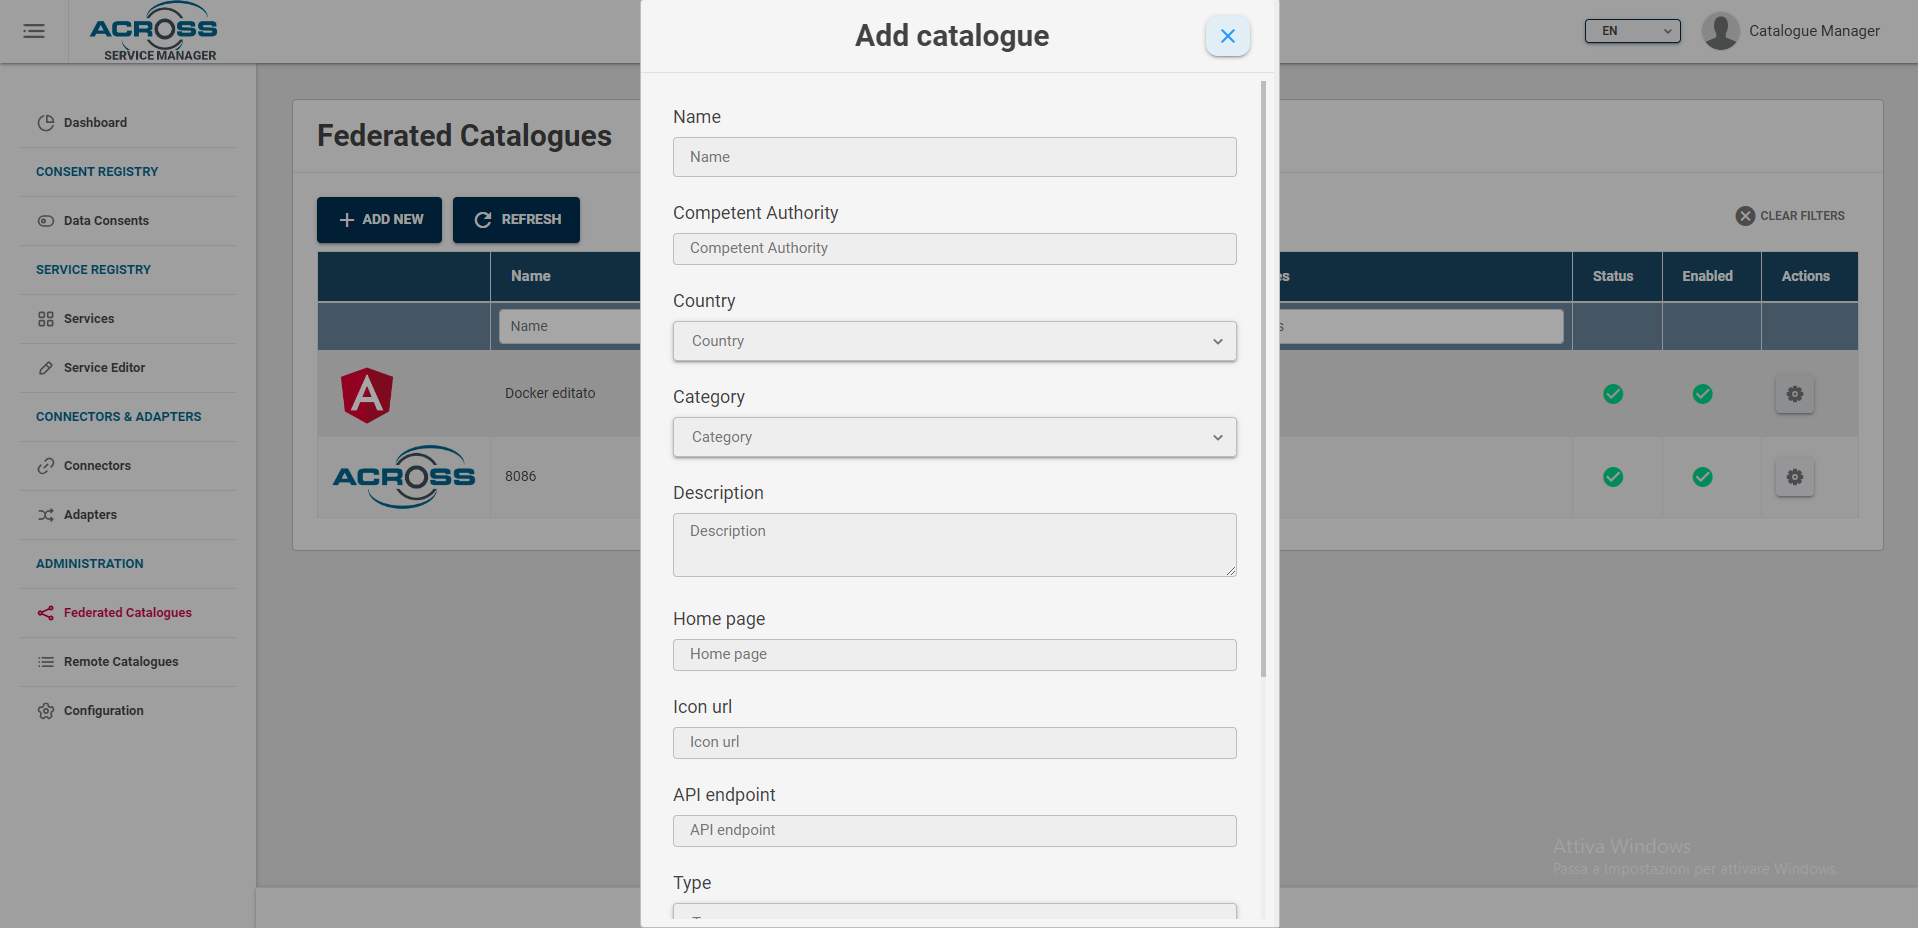 ACROSS
SERVICE MANAGER
EN
Catalogue Manager
Dashboard
CONSENT REGISTRY
Data Consents
SERVICE REGISTRY
Services
Service Editor
CONNECTORS & ADAPTERS
Connectors
Adapters
ADMINISTRATION
Federated Catalogues
Remote Catalogues
Configuration
Federated Catalogues
ADD NEW
REFRESH
CLEAR FILTERS
Name
Status
Enabled
Actions
Name
Docker editato
ACROSS
8086
Add catalogue
Name
Name
Competent Authority
Competent Authority
Country
Country
Category
Category
Description
Description
Home page
Home page
Icon url
Icon url
API endpoint
API endpoint
Type
Attiva Windows
Passa a Impostazioni per attivare Windows.